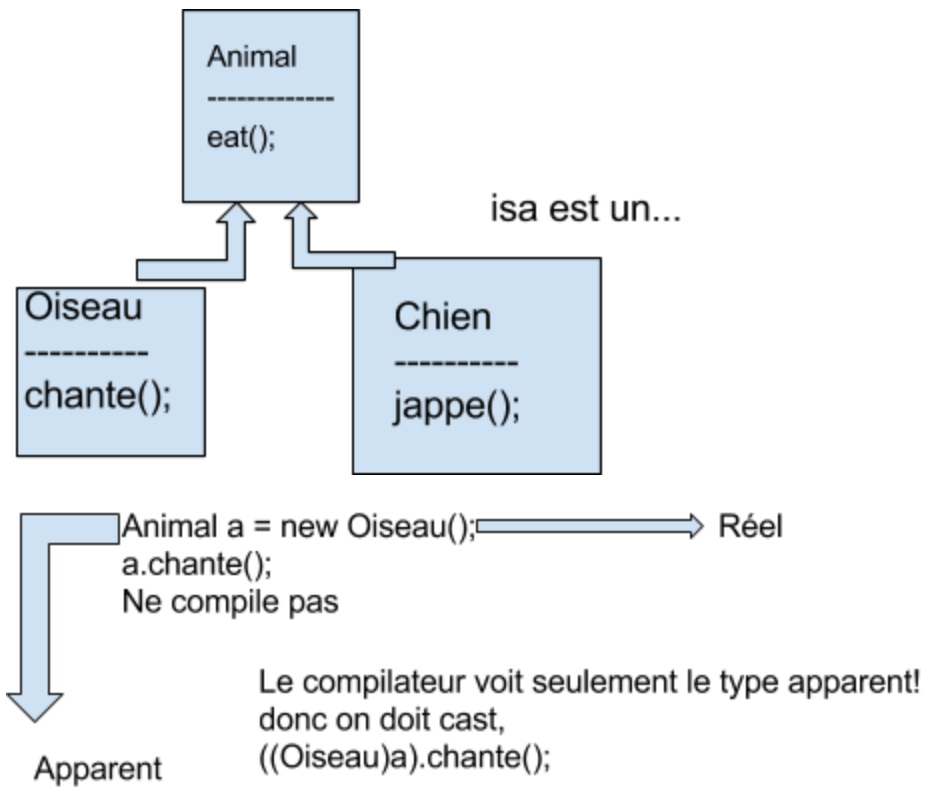 Animal
-------------
eat();
isa est un...
Oiseau
----------
chante();
Chien
----------
jappe();
Animal a = new Oiseau();
Réel
a.chante();
Ne compile pas
Le compilateur voit seulement le type apparent!
donc on doit cast,
((Oiseau)a).chante();
Apparent